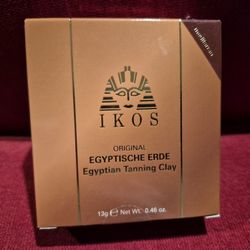 IKOS
ORIGINAL
EGYPTISCHE ERDE
Egyptian Tanning Clay
13g ℮ Net Wt. 0.46 oz.